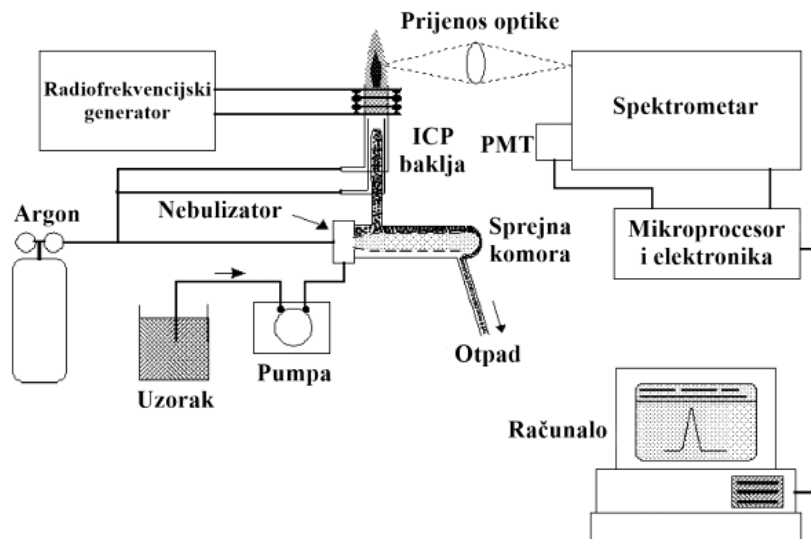 Prijenos optike
Radiofrekvencijski
generator
Spektrometar
ICP
baklja
PMT
Argon
Nebulizator
Sprejna
komora
Mikroprocesor
i elektronika
Uzorak
Pumpa
Otpad
Računalo